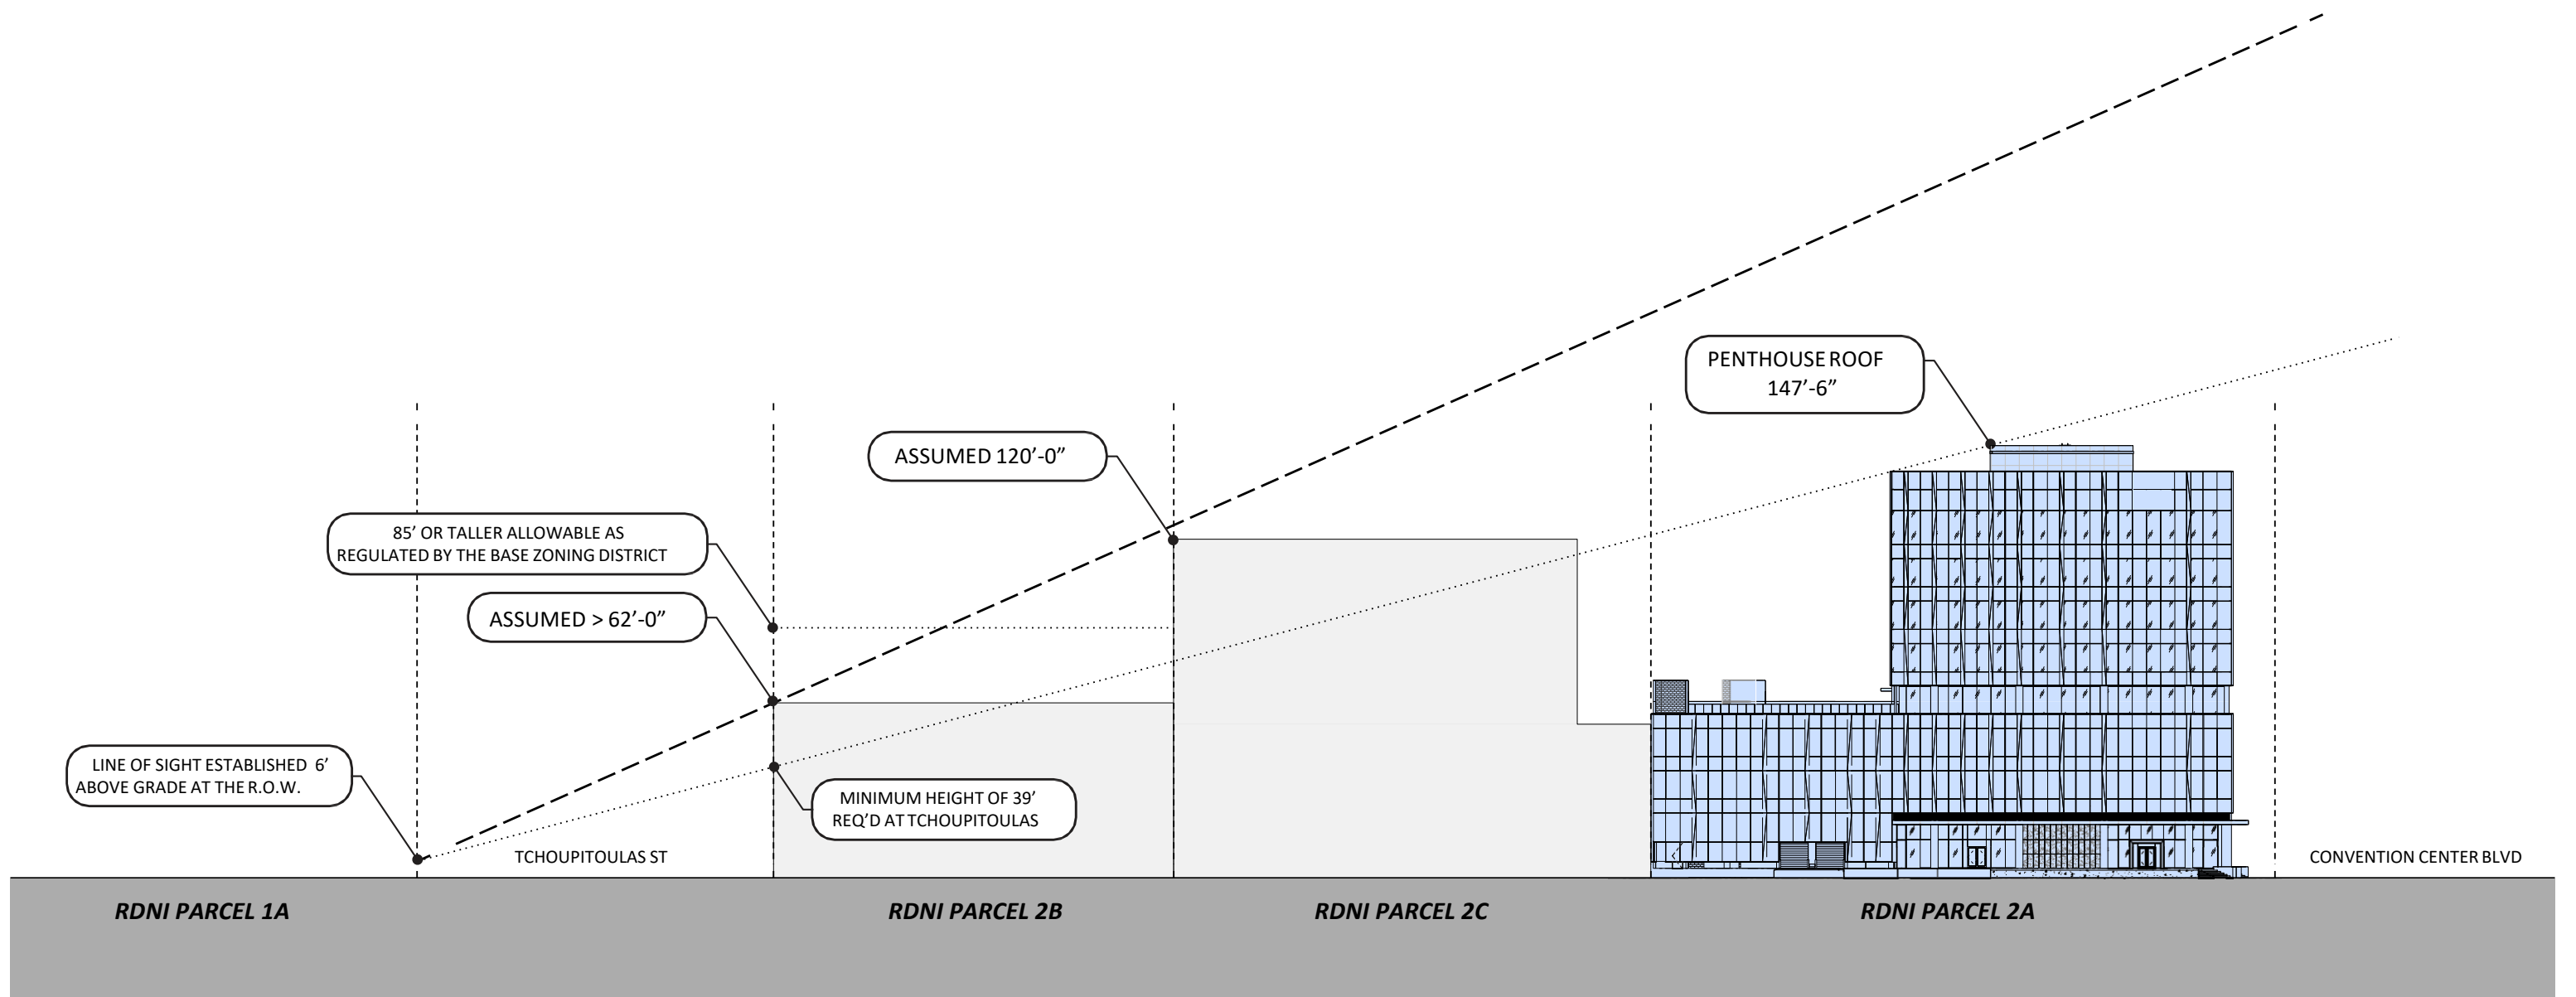 PENTHOUSE ROOF
147’-6”
ASSUMED 120’-0”
85’ OR TALLER ALLOWABLE AS
REGULATED BY THE BASE ZONING DISTRICT
ASSUMED > 62’-0”
LINE OF SIGHT ESTABLISHED 6’
ABOVE GRADE AT THE R.O.W.
MINIMUM HEIGHT OF 39’
REQ’D AT TCHOUPITOULAS
TCHOUPITOULAS ST
CONVENTION CENTER BLVD
RDNI PARCEL 1A
RDNI PARCEL 2B
RDNI PARCEL 2C
RDNI PARCEL 2A